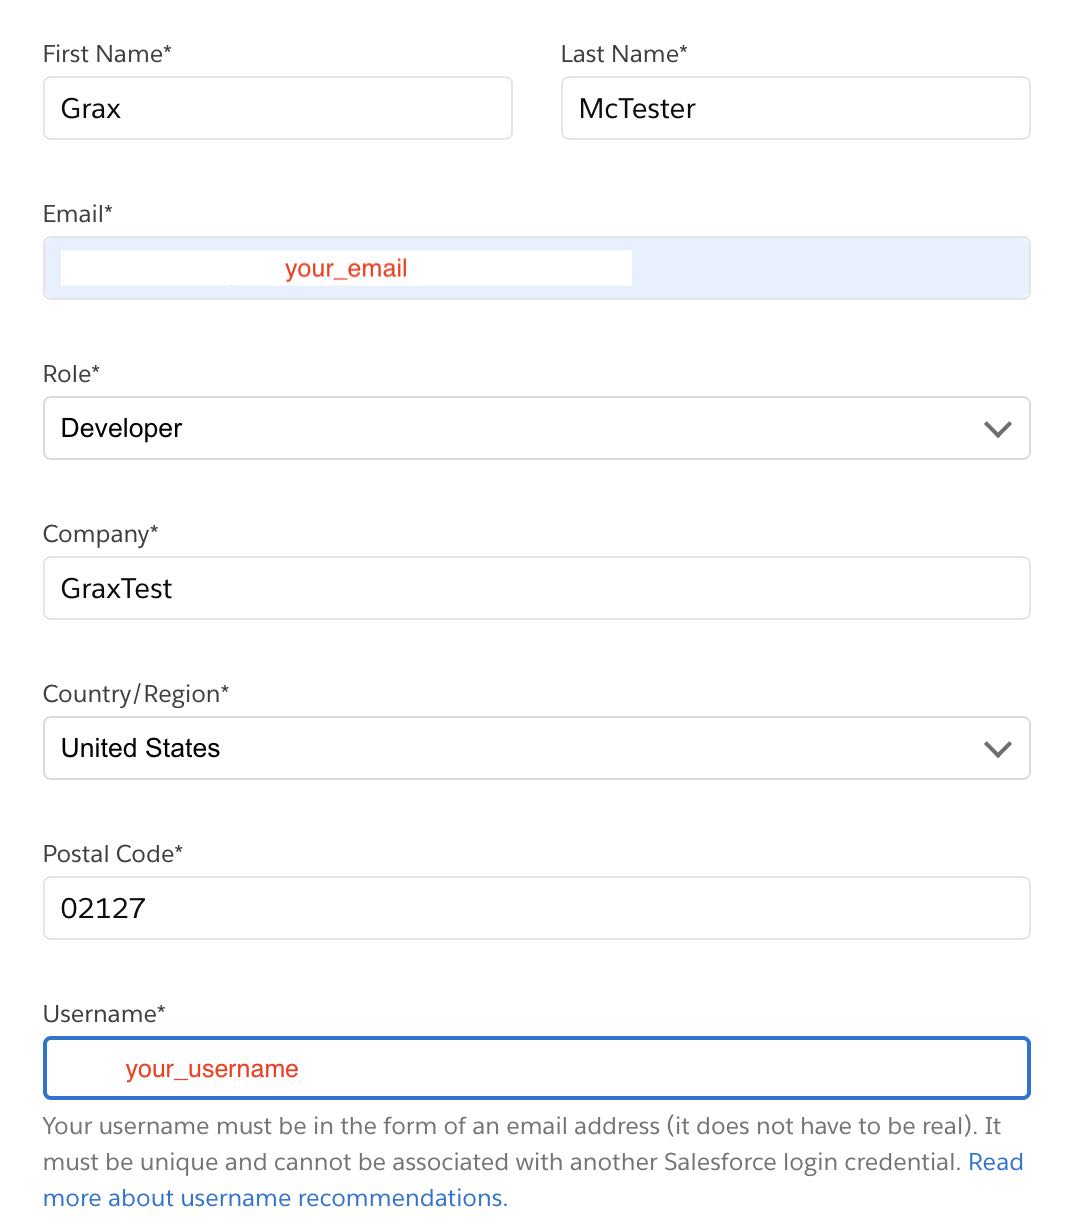 First Name*
Last Name*
Grax
McTester
Email*
your_email
Role*
Developer
Company*
GraxTest
Country/Region*
United States
Postal Code*
02127
Username*
your_username
Your username must be in the form of an email address (it does not have to be real). It
must be unique and cannot be associated with another Salesforce login credential. Read
more about username recommendations.